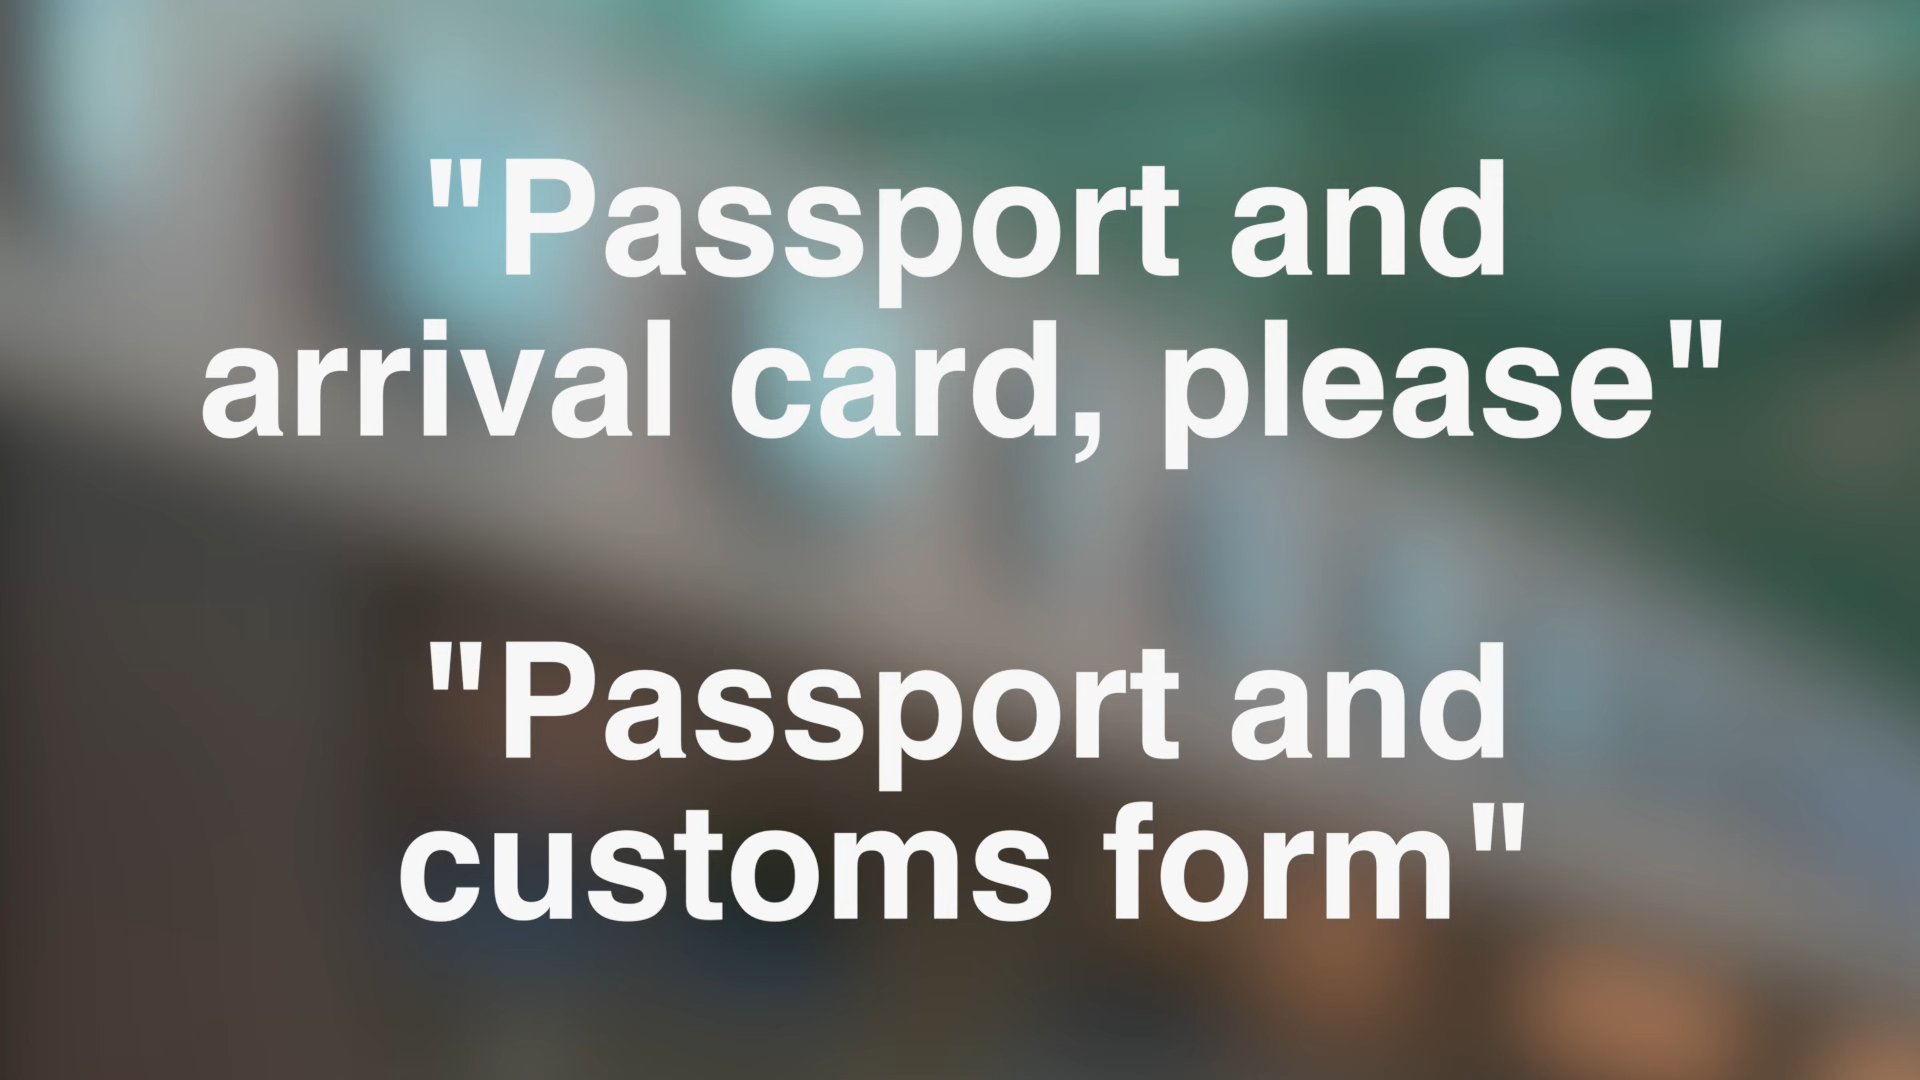 "Passport and
arrival card, please"
"Passport and
customs form"